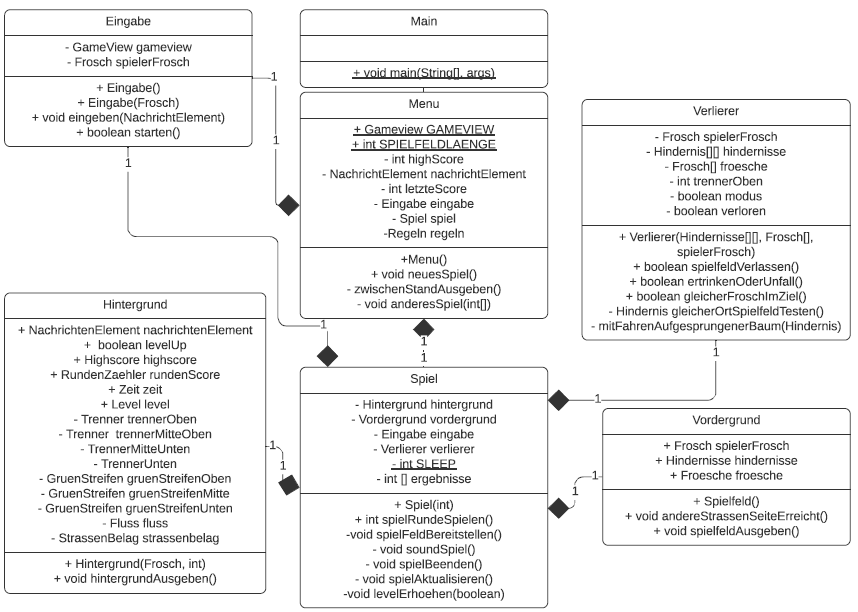 Eingabe
- GameView gameview
- Frosch spielerFrosch
+ Eingabe()
+ Eingabe(Frosch)
+ void eingeben(NachrichtElement)
+ boolean starten()
Main
+ void main(String[], args)
Menu
+ Gameview GAMEVIEW
+ int SPIELFELDLAENGE
- int highScore
- NachrichtElement nachrichtElement
- int letzteScore
- Eingabe eingabe
- Spiel spiel
-Regeln regeln
+Menu()
+ void neuesSpiel()
- zwischenStandAusgeben()
- void anderesSpiel(int[])
Verlierer
- Frosch spielerFrosch
- Hindernis[][] hindernisse
- Frosch[] froesche
- int trennerOben
- boolean modus
- boolean verloren
+ Verlierer(Hindernisse[][], Frosch[],
spielerFrosch)
+ boolean spielfeldVerlassen()
+ boolean ertrinkenOderUnfall()
+ boolean gleicherFroschImZiel()
- Hindernis gleicherOrtSpielfeldTesten()
- mitFahrenAufgesprungenerBaum(Hindernis)
Hintergrund
+ NachrichtenElement nachrichtenElement
+ boolean levelUp
+ Highscore highscore
+ RundenZaehler rundenScore
+ Zeit zeit
+ Level level
- Trenner trennerOben
- Trenner trennerMitteOben
- TrennerMitteUnten
- TrennerUnten
- GruenStreifen gruenStreifenOben
- GruenStreifen gruenStreifenMitte
- GruenStreifen gruenStreifenUnten
- Fluss fluss
- StrassenBelag strassenbelag
+ Hintergrund(Frosch, int)
+ void hintergrundAusgeben()
Spiel
- Hintergrund hintergrund
- Vordergrund vordergrund
- Eingabe eingabe
- Verlierer verlierer
- int SLEEP
- int [] ergebnisse
+ Spiel(int)
+ int spielRundeSpielen()
-void spielFeldBereitstellen()
- void soundSpiel()
- void spielBeenden()
- void spielAktualisieren()
-void levelErhoehen(boolean)
Vordergrund
+ Frosch spielerFrosch
+ Hindernisse hindernisse
+ Froesche froesche
+ Spielfeld()
+ void andereStrassenSeiteErreicht()
+ void spielfeldAusgeben()
1
1
1
1
1
1
1
1
1
1
1
1